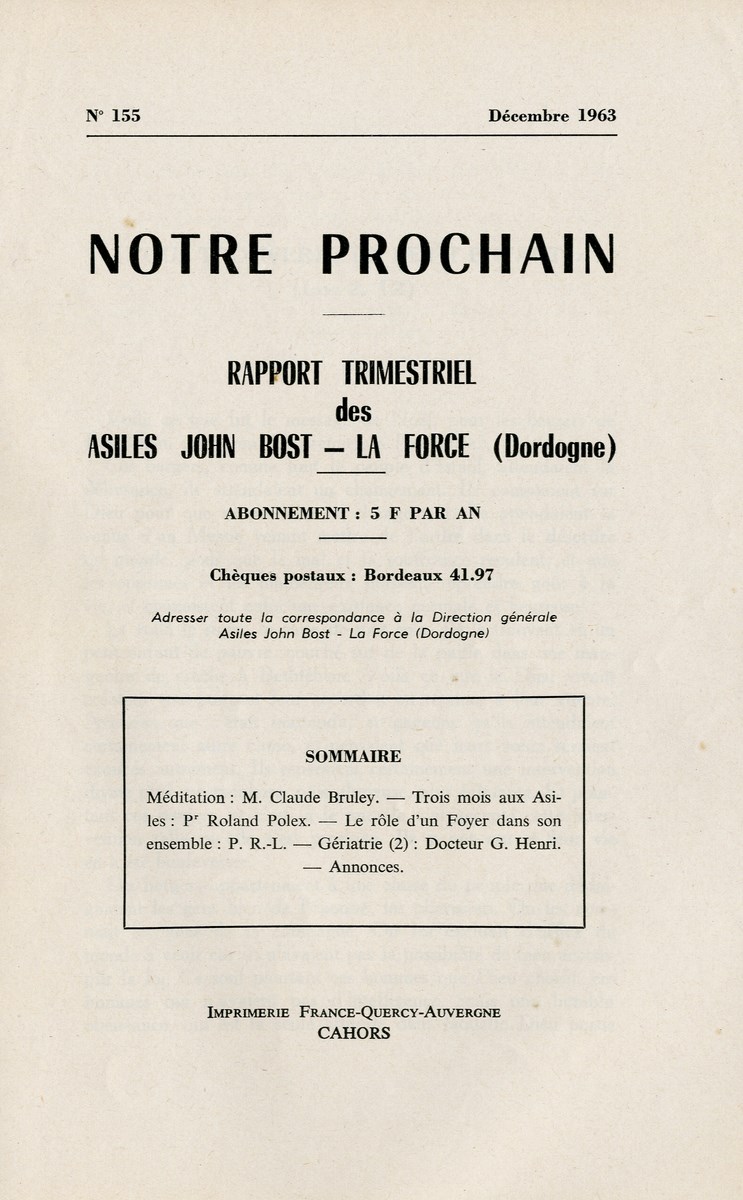 N° 155 Décembre 1963
NOTRE PROCHAIN
RAPPORT TRIMESTRIEL
des
ASILES JOHN BOST — LA FORCE (Dordogne)
ABONNEMENT : 5 F PAR AN
Chèques postaux : Bordeaux 41.97
Adresser toute la correspondance à la Direction générale
Asiles John Bost - La Force (Dordogne)
SOMMAIRE
Méditation : M. Claude Bruley. — Trois mois aux Asi-
les : Pʳ Roland Polex. — Le rôle d'un Foyer dans son
ensemble : P. R.-L. — Gériatrie (2) : Docteur G. Henri.
— Annonces.
IMPRIMERIE FRANCE-QUERCY-AUVERGNE
CAHORS